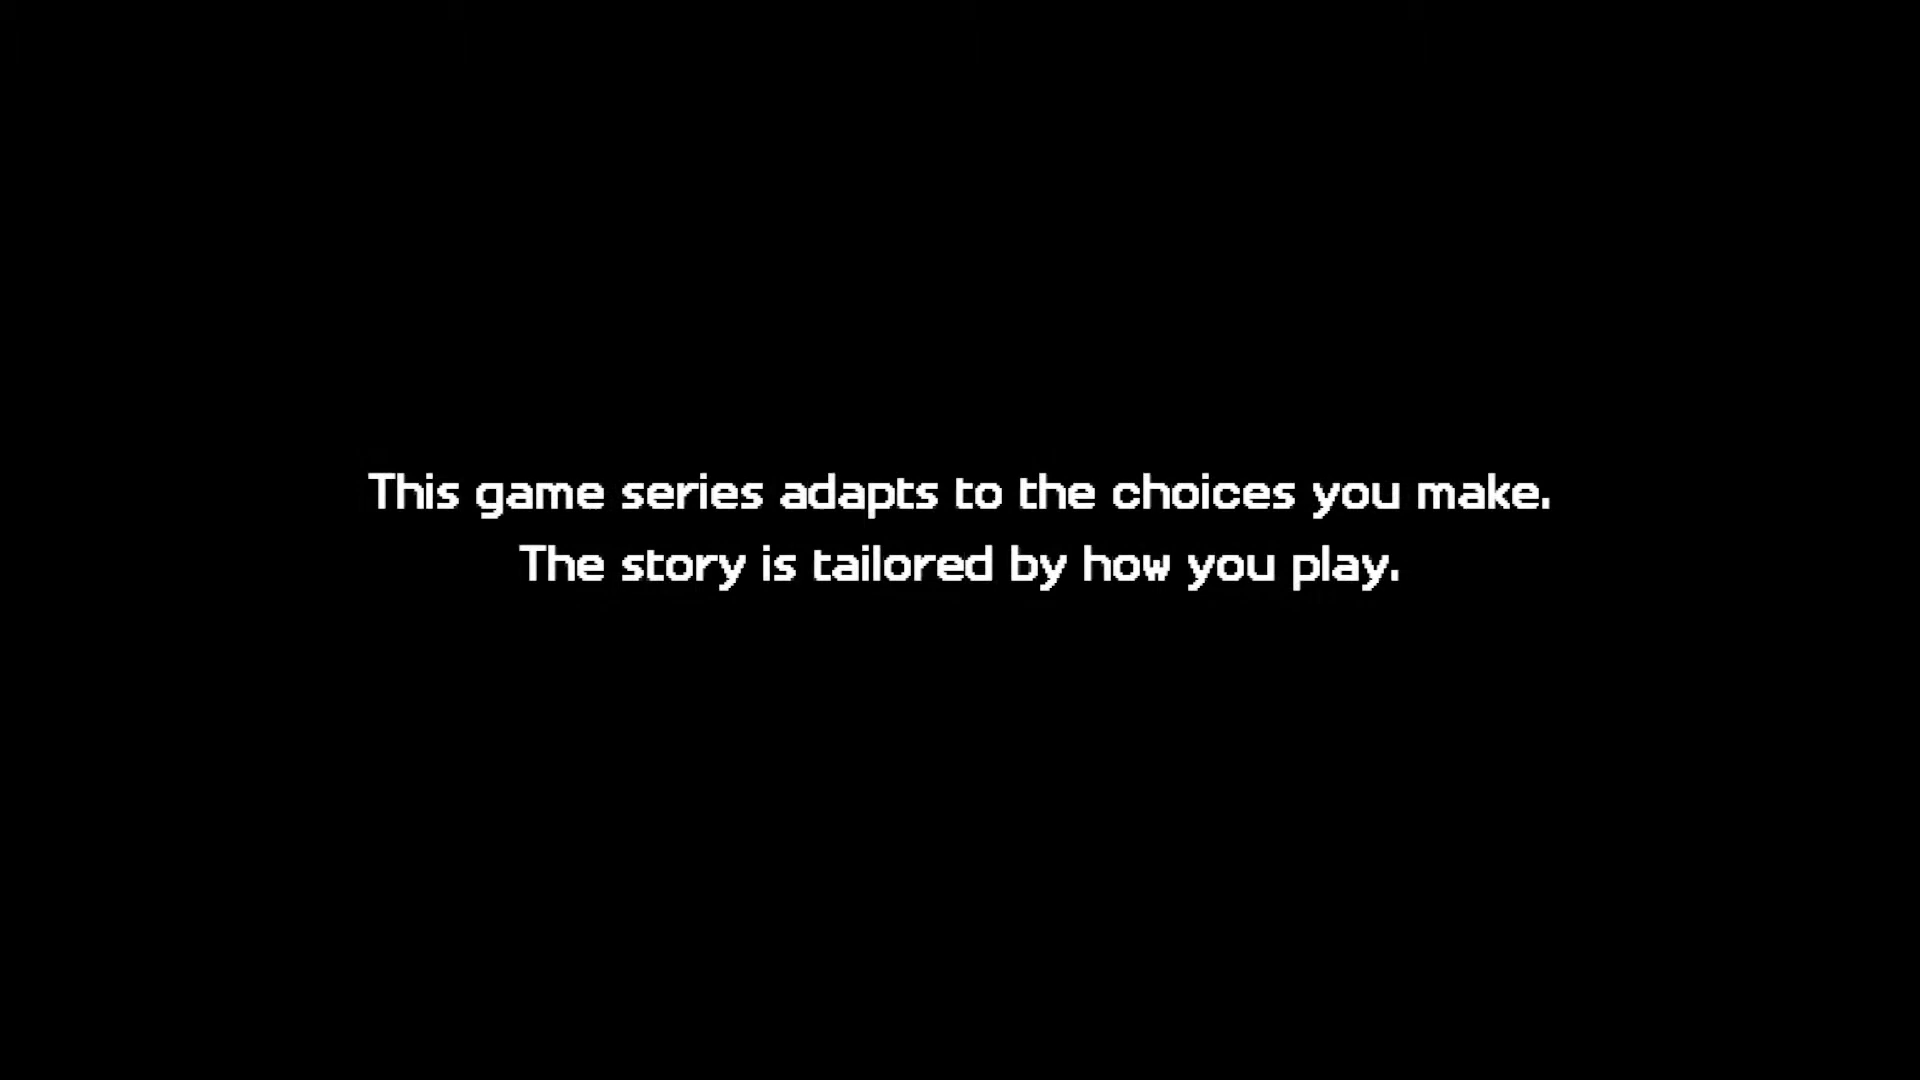 This game series adapts to the choices you make.
The story is tailored by how you play.